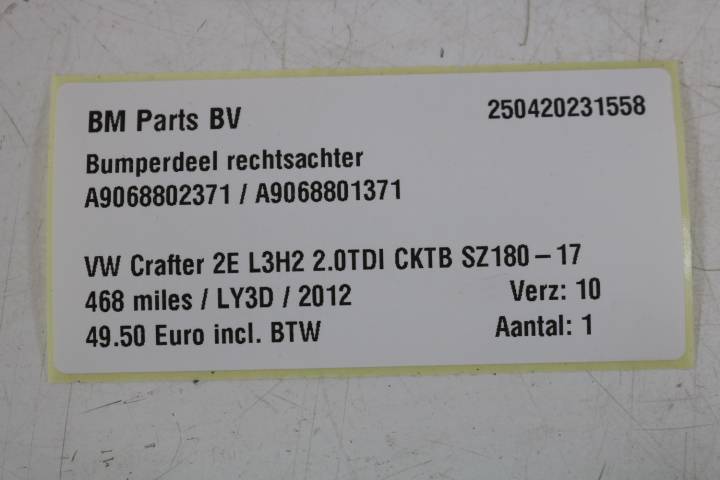 BM Parts BV 250420231558
Bumperdeel rechtsachter
A9068802371 / A9068801371
VW Crafter 2E L3H2 2.0TDI CKTB SZ180-17
468 miles / LY3D / 2012 Verz: 10
49.50 Euro incl. BTW Aantal: 1